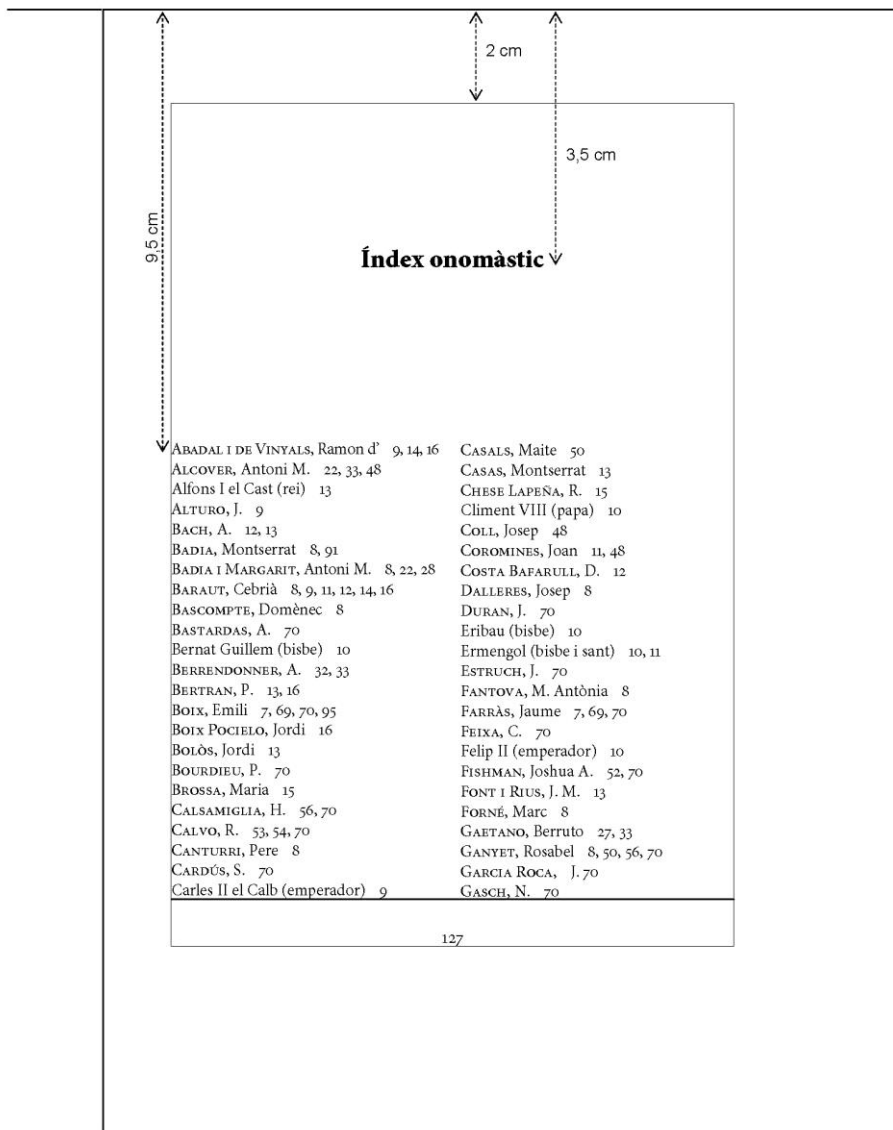 2 cm
3,5 cm
9,5 cm
Índex onomàstic
ABADAL I DE VINYALS, Ramon d’ 9, 14, 16
ALCOVER, Antoni M. 22, 33, 48
Alfons I el Cast (rei) 13
ALTURO, J. 9
BACH, A. 12, 13
BADIA, Montserrat 8, 91
BADIA I MARGARIT, Antoni M. 8, 22, 28
BARAUT, Cebrià 8, 9, 11, 12, 14, 16
BASCOMPTE, Domènec 8
BASTARDAS, A. 70
Bernat Guillem (bisbe) 10
BERRENDONNER, A. 32, 33
BERTRAN, P. 13, 16
BOIX, Emili 7, 69, 70, 95
BOIX POCIELO, Jordi 16
BOLÒS, Jordi 13
BOURDIEU, P. 70
BROSSA, Maria 15
CALSAMIGLIA, H. 56, 70
CALVO, R. 53, 54, 70
CANTURRI, Pere 8
CARDÚS, S. 70
Carles II el Calb (emperador) 9
CASALS, Maite 50
CASAS, Montserrat 13
CHESE LAPEÑA, R. 15
Climent VIII (papa) 10
COLL, Josep 48
COROMINES, Joan 11, 48
COSTA BAFARULL, D. 12
DALLERES, Josep 8
DURAN, J. 70
Eribau (bisbe) 10
Ermengol (bisbe i sant) 10, 11
ESTRUCH, J. 70
FANTOVA, M. Antònia 8
FARRÀS, Jaume 7, 69, 70
FEIXA, C. 70
Felip II (emperador) 10
FISHMAN, Joshua A. 52, 70
FONT I RIUS, J. M. 13
FORNÉ, Marc 8
GAETANO, Berruto 27, 33
GANYET, Rosabel 8, 50, 56, 70
GARCIA ROCA, J. 70
GASCH, N. 70
127